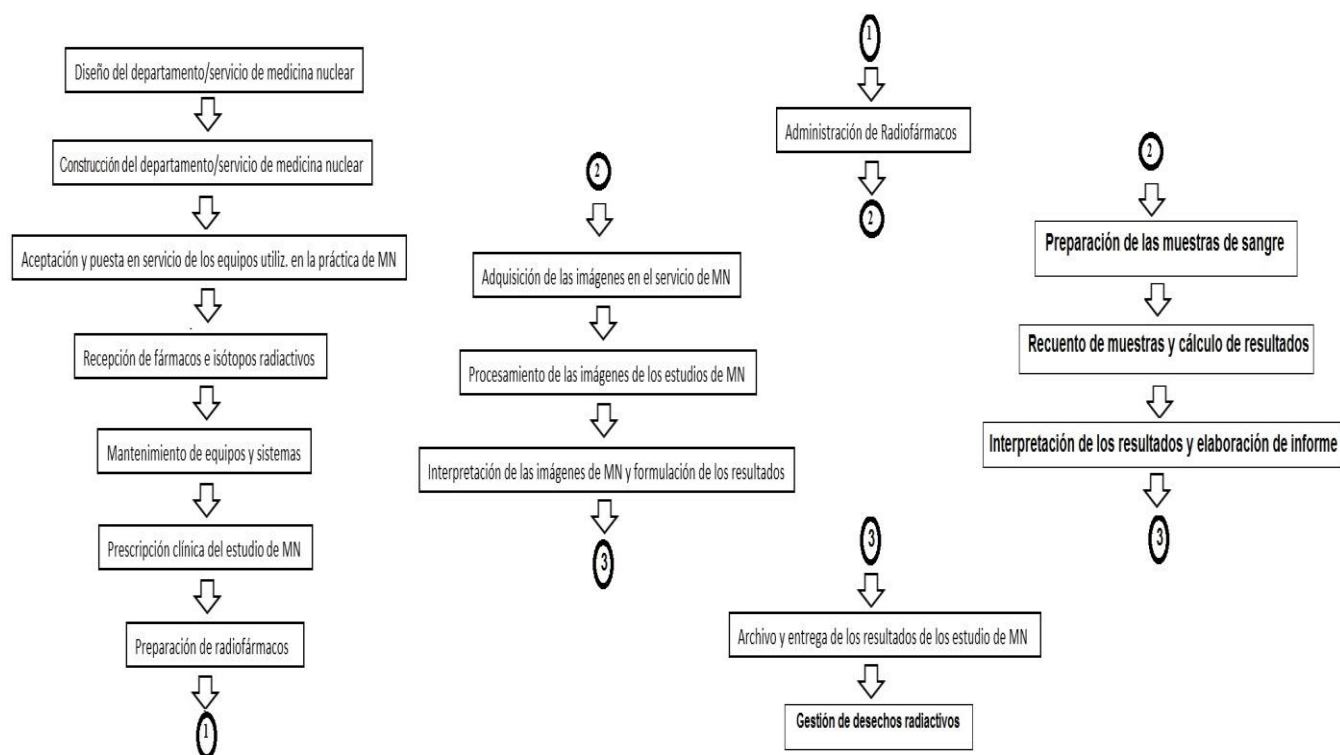 Diseño del departamento/servicio de medicina nuclear
Construcción del departamento/servicio de medicina nuclear
Aceptación y puesta en servicio de los equipos utiliz. en la práctica de MN
Recepción de fármacos e isótopos radiactivos
Mantenimiento de equipos y sistemas
Prescripción clínica del estudio de MN
Preparación de radiofármacos
1
2
Adquisición de las imágenes en el servicio de MN
Procesamiento de las imágenes de los estudios de MN
Interpretación de las imágenes de MN y formulación de los resultados
3
1
Administración de Radiofármacos
2
2
Preparación de las muestras de sangre
Recuento de muestras y cálculo de resultados
Interpretación de los resultados y elaboración de informe
3
3
Archivo y entrega de los resultados de los estudio de MN
Gestión de desechos radiactivos